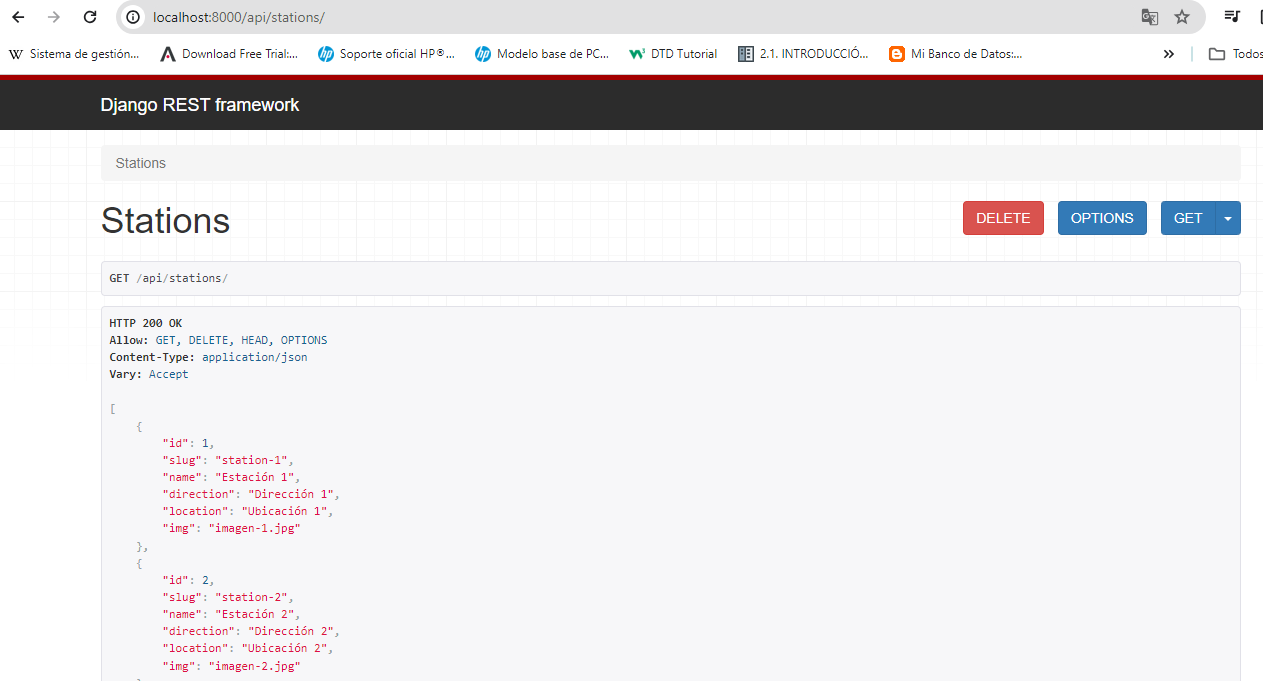 localhost:8000/api/stations/
Sistema de gestión... Download Free Trial:... Soporte oficial HP®... Modelo base de PC... DTD Tutorial 2.1. INTRODUCCIÓ... Mi Banco de Datos:... » Todos
Django REST framework
Stations
Stations DELETE OPTIONS GET
GET /api/stations/
HTTP 200 OK
Allow: GET, DELETE, HEAD, OPTIONS
Content-Type: application/json
Vary: Accept
[
{
"id": 1,
"slug": "station-1",
"name": "Estación 1",
"direction": "Dirección 1",
"location": "Ubicación 1",
"img": "imagen-1.jpg"
},
{
"id": 2,
"slug": "station-2",
"name": "Estación 2",
"direction": "Dirección 2",
"location": "Ubicación 2",
"img": "imagen-2.jpg"